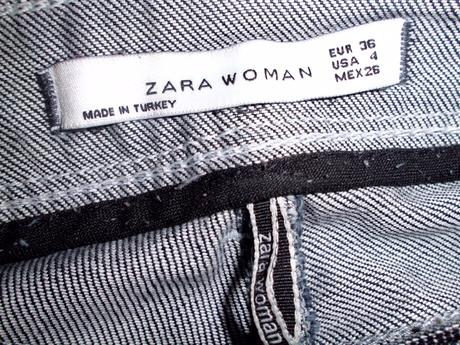 ZARA WOMAN
MADE IN TURKEY
EUR 36
USA 4
MEX 26
zara woman